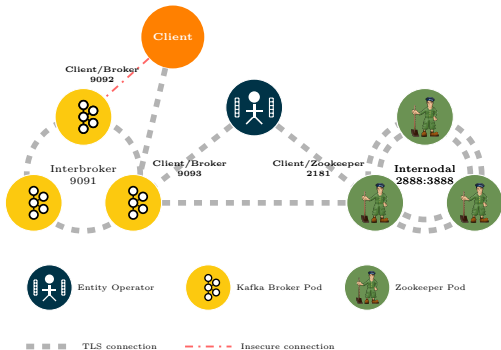 Client
Client/Broker
9092
Interbroker
9091
Client/Broker
9093
Client/Zookeeper
2181
Internodal
2888:3888
Entity Operator
Kafka Broker Pod
Zookeeper Pod
TLS connection
Insecure connection